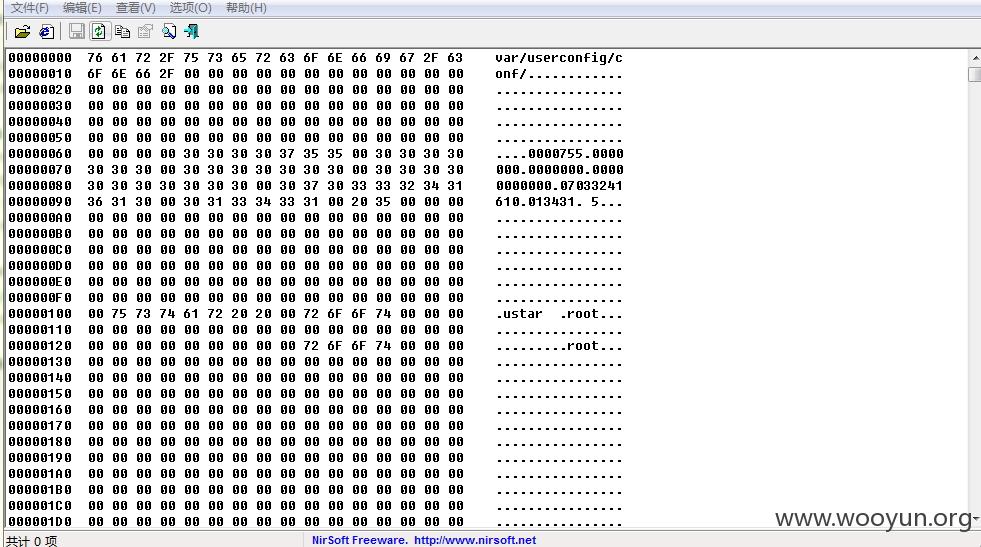 文件(F) 编辑(E) 查看(V) 选项(O) 帮助(H)
00000000 76 61 72 2F 75 73 65 72 63 6F 6E 66 69 67 2F 63 var/userconfig/c
00000010 6F 6E 66 2F 00 00 00 00 00 00 00 00 00 00 00 00 onf/............
00000020 00 00 00 00 00 00 00 00 00 00 00 00 00 00 00 00 ................
00000030 00 00 00 00 00 00 00 00 00 00 00 00 00 00 00 00 ................
00000040 00 00 00 00 00 00 00 00 00 00 00 00 00 00 00 00 ................
00000050 00 00 00 00 00 00 00 00 00 00 00 00 00 00 00 00 ................
00000060 00 00 00 00 30 30 30 30 37 35 35 00 30 30 30 30 ....0000755.0000
00000070 30 30 30 00 30 30 30 30 30 30 30 00 30 30 30 30 000.0000000.0000
00000080 30 30 30 30 30 30 30 00 30 37 30 33 33 32 34 31 0000000.07033241
00000090 36 31 30 00 30 31 33 34 33 31 00 20 35 00 00 00 610.013431. 5...
000000A0 00 00 00 00 00 00 00 00 00 00 00 00 00 00 00 00 ................
000000B0 00 00 00 00 00 00 00 00 00 00 00 00 00 00 00 00 ................
000000C0 00 00 00 00 00 00 00 00 00 00 00 00 00 00 00 00 ................
000000D0 00 00 00 00 00 00 00 00 00 00 00 00 00 00 00 00 ................
000000E0 00 00 00 00 00 00 00 00 00 00 00 00 00 00 00 00 ................
000000F0 00 00 00 00 00 00 00 00 00 00 00 00 00 00 00 00 ................
00000100 00 75 73 74 61 72 20 20 00 72 6F 6F 74 00 00 00 .ustar  .root...
00000110 00 00 00 00 00 00 00 00 00 00 00 00 00 00 00 00 ................
00000120 00 00 00 00 00 00 00 00 00 72 6F 6F 74 00 00 00 .........root...
00000130 00 00 00 00 00 00 00 00 00 00 00 00 00 00 00 00 ................
00000140 00 00 00 00 00 00 00 00 00 00 00 00 00 00 00 00 ................
00000150 00 00 00 00 00 00 00 00 00 00 00 00 00 00 00 00 ................
00000160 00 00 00 00 00 00 00 00 00 00 00 00 00 00 00 00 ................
00000170 00 00 00 00 00 00 00 00 00 00 00 00 00 00 00 00 ................
00000180 00 00 00 00 00 00 00 00 00 00 00 00 00 00 00 00 ................
00000190 00 00 00 00 00 00 00 00 00 00 00 00 00 00 00 00 ................
000001A0 00 00 00 00 00 00 00 00 00 00 00 00 00 00 00 00 ................
000001B0 00 00 00 00 00 00 00 00 00 00 00 00 00 00 00 00 ................
000001C0 00 00 00 00 00 00 00 00 00 00 00 00 00 00 00 00 ................
000001D0 00 00 00 00 00 00 00 00 00 00 00 00 00 00 00 00 ................
www.wooyun.org
共计 0 项 NirSoft Freeware. http://www.nirsoft.net